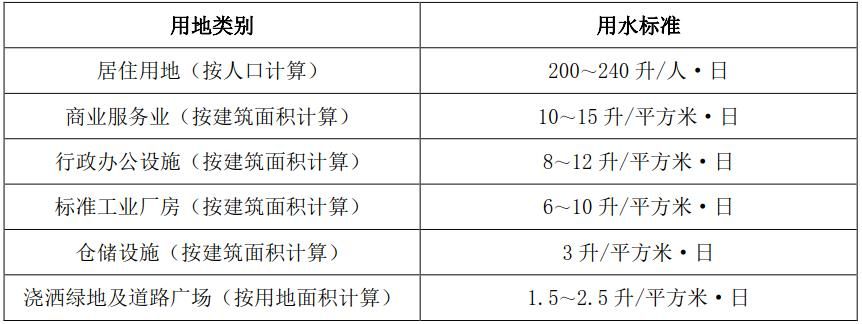 用地类别 用水标准
居住用地（按人口计算） 200~240 升/人·日
商业服务业（按建筑面积计算） 10~15 升/平方米·日
行政办公设施（按建筑面积计算） 8~12 升/平方米·日
标准工业厂房（按建筑面积计算） 6~10 升/平方米·日
仓储设施（按建筑面积计算） 3 升/平方米·日
浇洒绿地及道路广场（按用地面积计算） 1.5~2.5 升/平方米·日